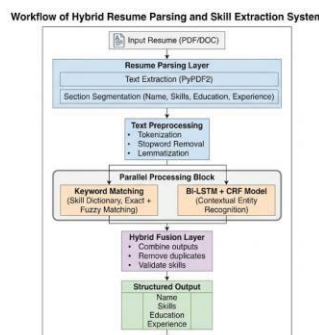 Workflow of Hybrid Resume Parsing and Skill Extraction System
Input Resume (PDF/DOC)
Resume Parsing Layer
Text Extraction (PyPDF2)
Section Segmentation (Name, Skills, Education, Experience)
Text Preprocessing
• Tokenization
• Stopword Removal
• Lemmatization
Parallel Processing Block
Keyword Matching
(Skill Dictionary, Exact +
Fuzzy Matching)
Bi-LSTM + CRF Model
(Contextual Entity
Recognition)
Hybrid Fusion Layer
• Combine outputs
• Remove duplicates
• Validate skills
Structured Output
Name
Skills
Education
Experience